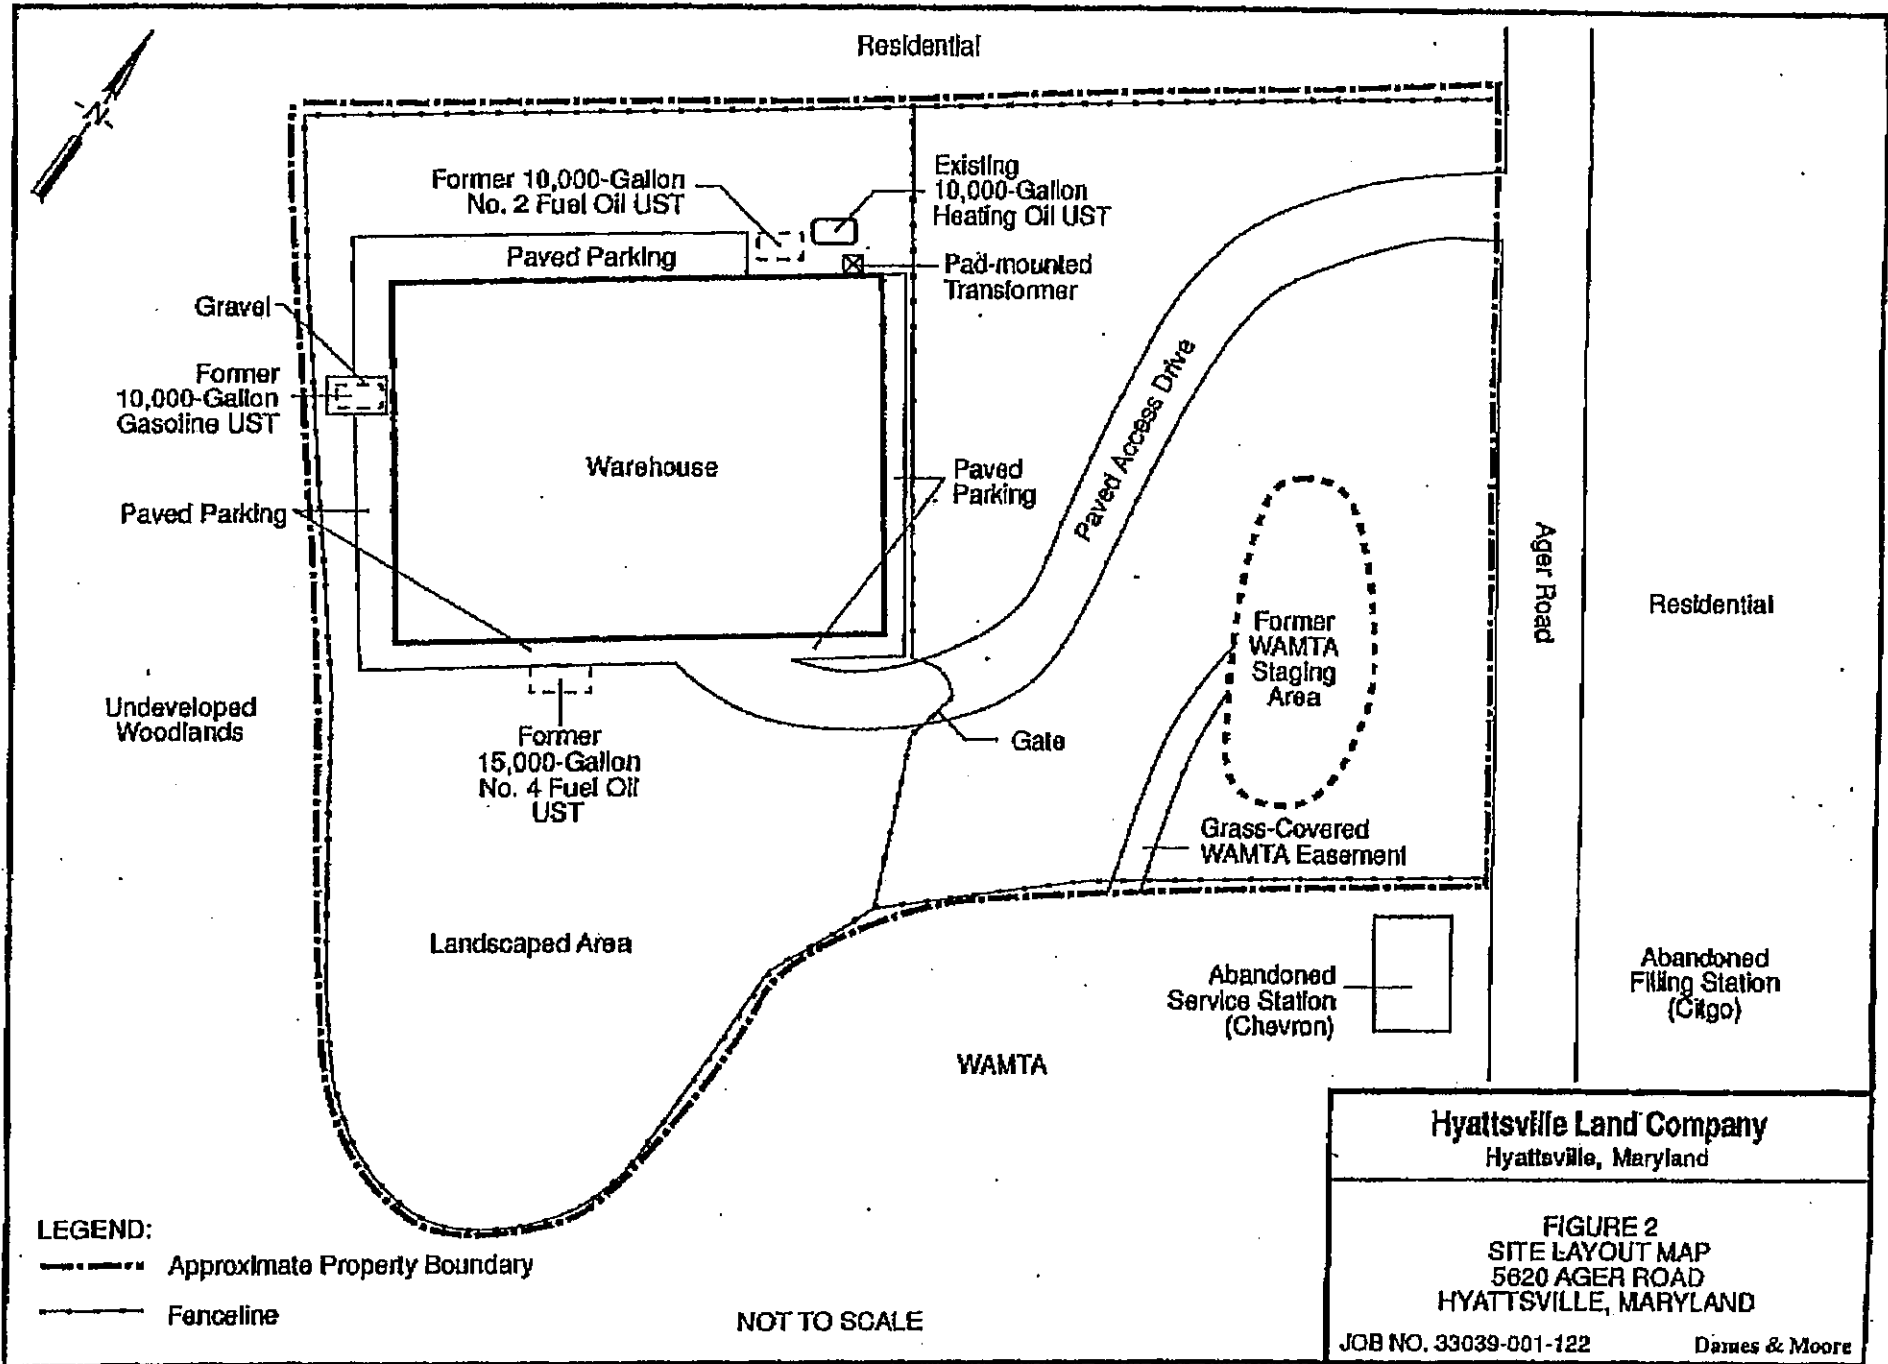 Residential
N
Former 10,000-Gallon
No. 2 Fuel Oil UST
Existing
10,000-Gallon
Heating Oil UST
Paved Parking
Pad-mounted
Transformer
Gravel
Former
10,000-Gallon
Gasoline UST
Warehouse
Paved
Parking
Paved Parking
Paved Access Drive
Ager Road
Former
WAMTA
Staging
Area
Residential
Undeveloped
Woodlands
Former
15,000-Gallon
No. 4 Fuel Oil
UST
Gate
Grass-Covered
WAMTA Easement
Landscaped Area
Abandoned
Service Station
(Chevron)
Abandoned
Filling Station
(Citgo)
WAMTA
LEGEND:
Approximate Property Boundary
Fenceline
NOT TO SCALE
Hyattsville Land Company
Hyattsville, Maryland
FIGURE 2
SITE LAYOUT MAP
5620 AGER ROAD
HYATTSVILLE, MARYLAND
JOB NO. 33039-001-122
Dames & Moore